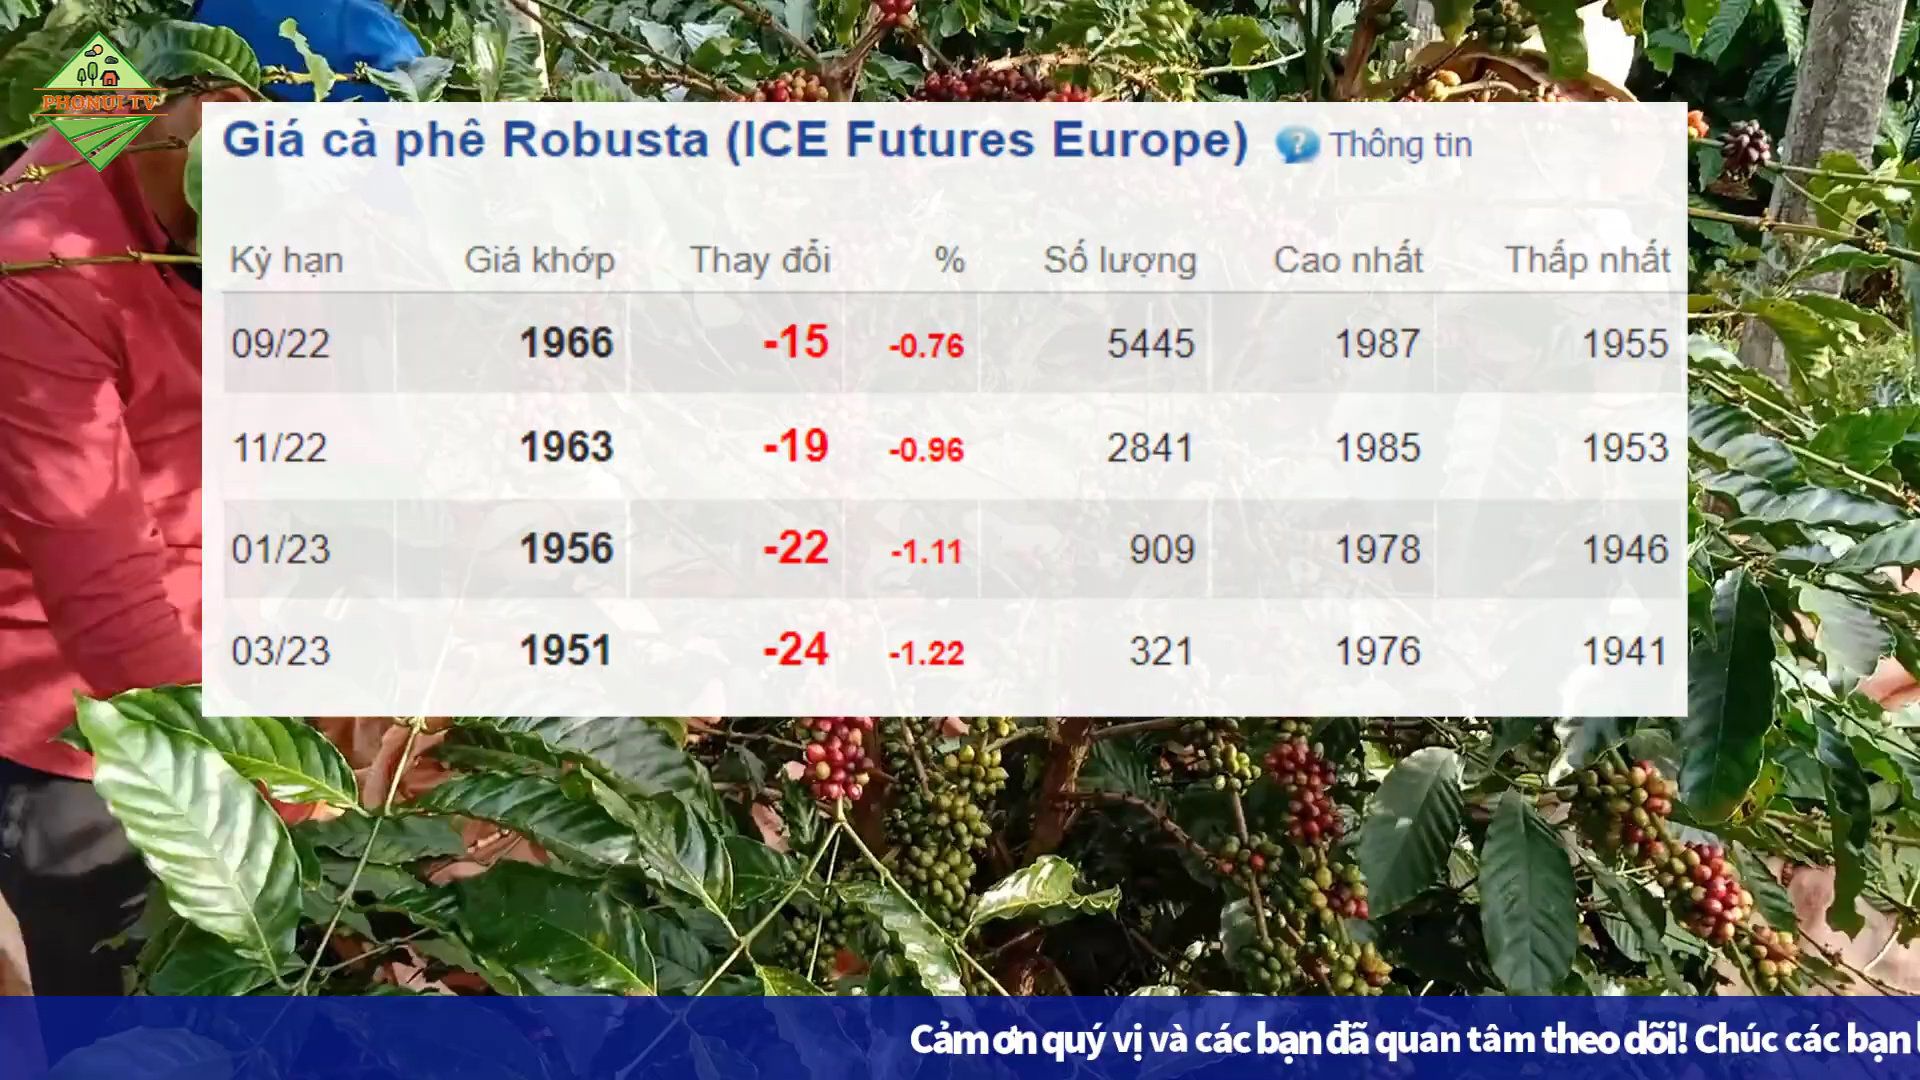 PHONUI TV
Giá cà phê Robusta (ICE Futures Europe) ? Thông tin
Kỳ hạn Giá khớp Thay đổi % Số lượng Cao nhất Thấp nhất
09/22 1966 -15 -0.76 5445 1987 1955
11/22 1963 -19 -0.96 2841 1985 1953
01/23 1956 -22 -1.11 909 1978 1946
03/23 1951 -24 -1.22 321 1976 1941
Cảm ơn quý vị và các bạn đã quan tâm theo dõi! Chúc các bạn